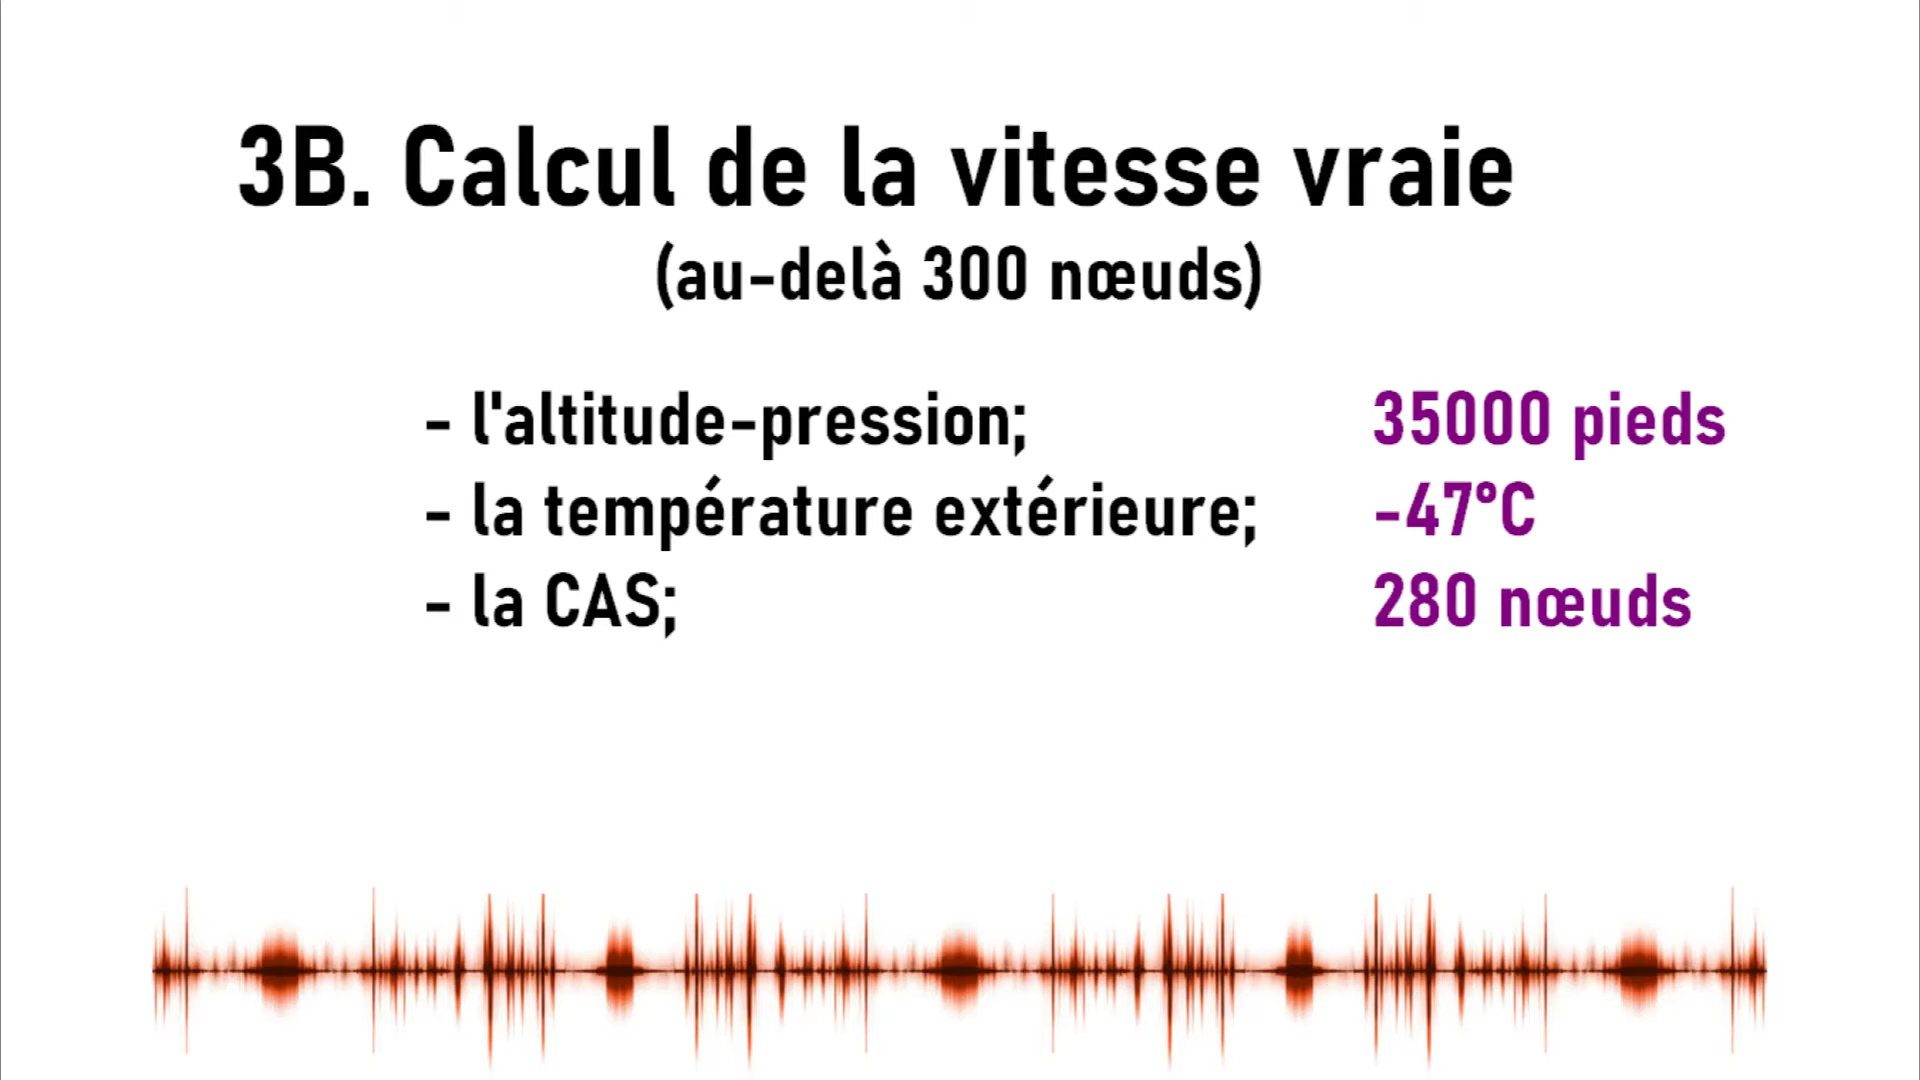 3B. Calcul de la vitesse vraie
(au-delà 300 nœuds)
- l'altitude-pression; 35000 pieds
- la température extérieure; -47°C
- la CAS; 280 nœuds